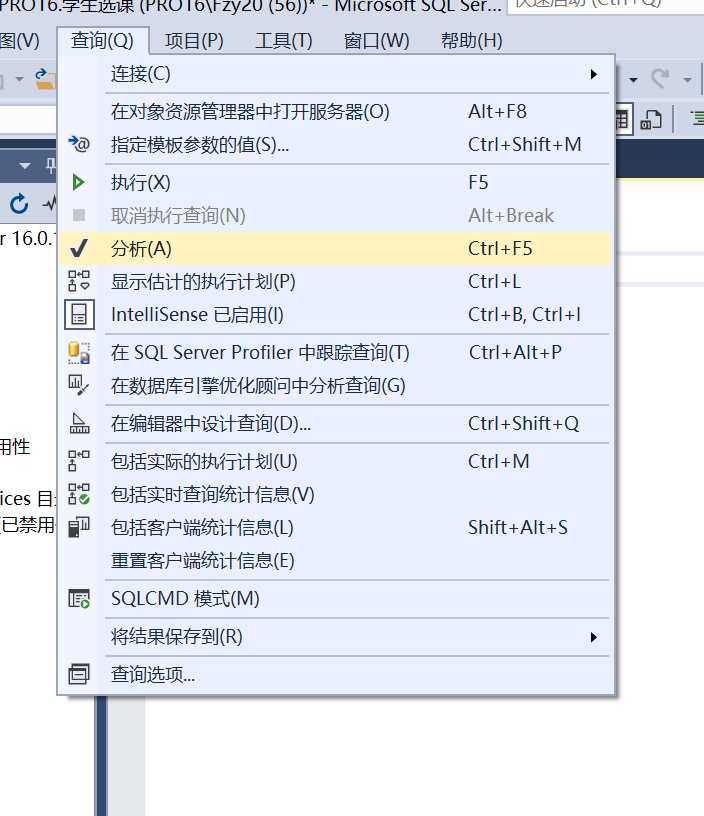 PRO16.学生选课 (PRO16\Fzy20 (56))* - Microsoft SQL Ser...
快速启动 (Ctrl+Q)
图(V) 查询(Q) 项目(P) 工具(T) 窗口(W) 帮助(H)
连接(C)
在对象资源管理器中打开服务器(O) Alt+F8
指定模板参数的值(S)... Ctrl+Shift+M
执行(X) F5
取消执行查询(N) Alt+Break
r 16.0.
分析(A) Ctrl+F5
显示估计的执行计划(P) Ctrl+L
IntelliSense 已启用(I) Ctrl+B, Ctrl+I
在 SQL Server Profiler 中跟踪查询(T) Ctrl+Alt+P
在数据库引擎优化顾问中分析查询(G)
在编辑器中设计查询(D)... Ctrl+Shift+Q
用性
包括实际的执行计划(U) Ctrl+M
包括实时查询统计信息(V)
ices 目
已禁用
包括客户端统计信息(L) Shift+Alt+S
重置客户端统计信息(E)
SQLCMD 模式(M)
将结果保存到(R)
查询选项...